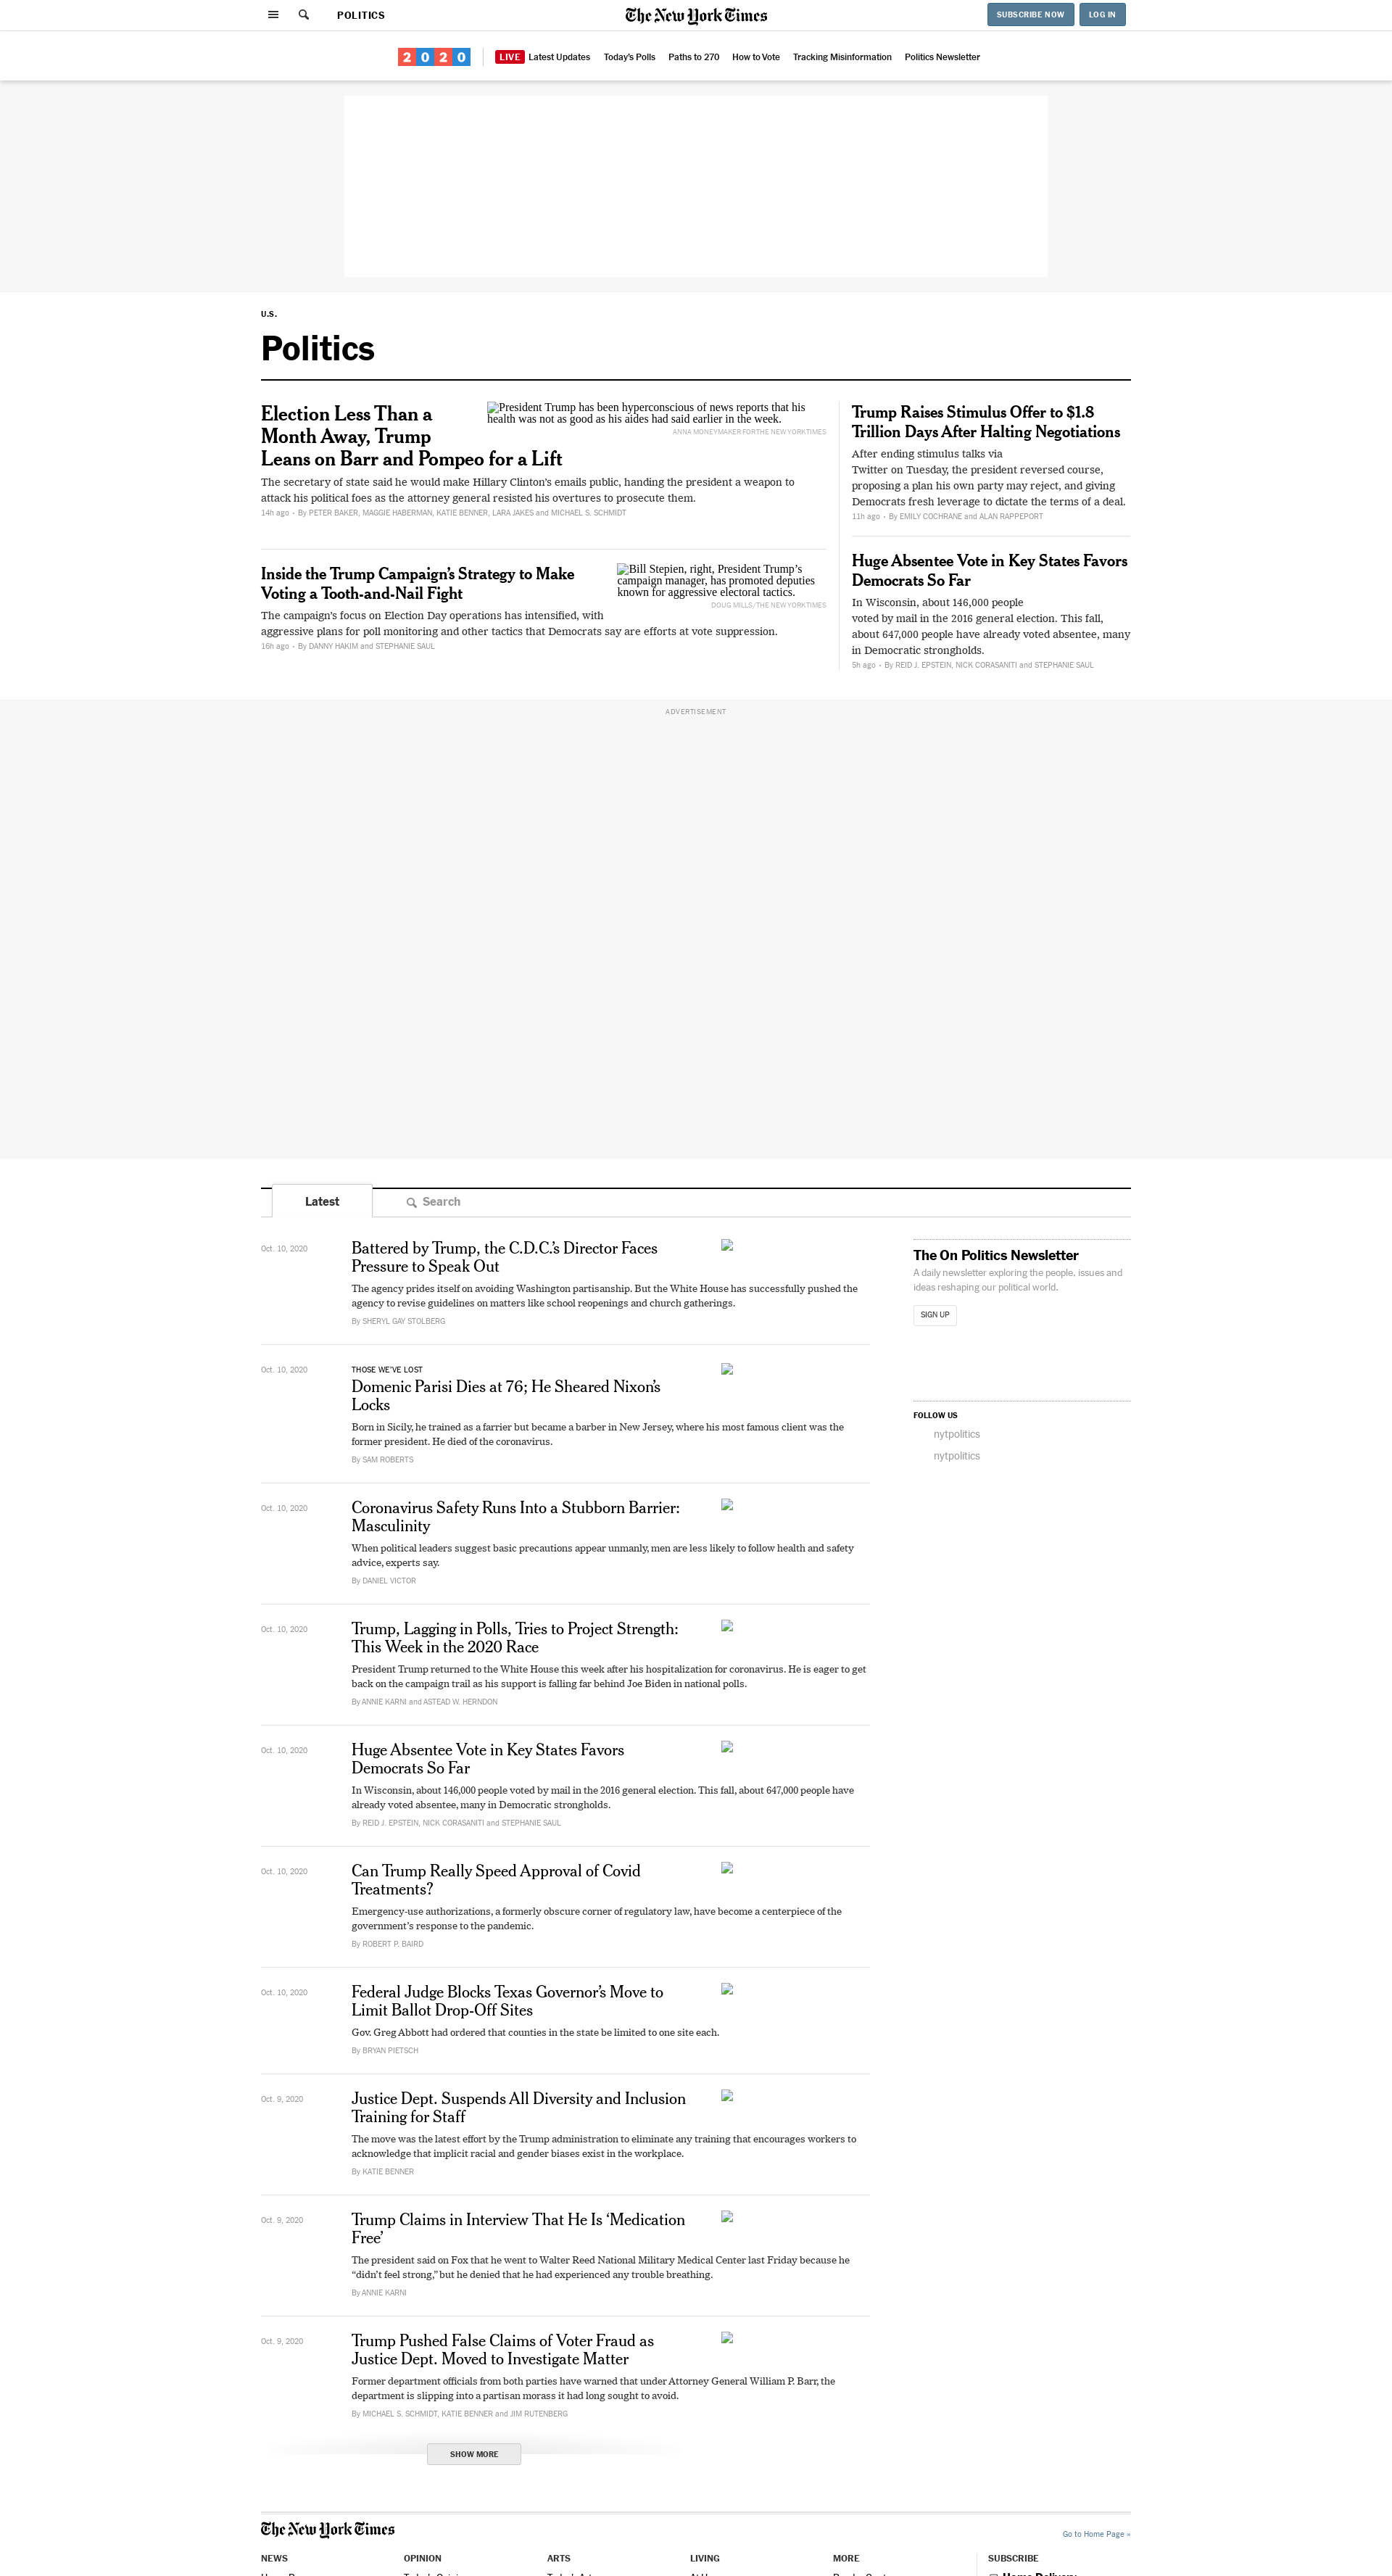 POLITICS
The New York Times
SUBSCRIBE NOW
LOG IN
2020
LIVE Latest Updates
Today's Polls
Paths to 270
How to Vote
Tracking Misinformation
Politics Newsletter
U.S.
Politics
Election Less Than a
Month Away, Trump
Leans on Barr and Pompeo for a Lift
President Trump has been hyperconscious of news reports that his
health was not as good as his aides had said earlier in the week.
ANNA MONEYMAKER FOR THE NEW YORK TIMES
The secretary of state said he would make Hillary Clinton's emails public, handing the president a weapon to
attack his political foes as the attorney general resisted his overtures to prosecute them.
14h ago • By PETER BAKER, MAGGIE HABERMAN, KATIE BENNER, LARA JAKES and MICHAEL S. SCHMIDT
Inside the Trump Campaign's Strategy to Make
Voting a Tooth-and-Nail Fight
Bill Stepien, right, President Trump's
campaign manager, has promoted deputies
known for aggressive electoral tactics.
DOUG MILLS/THE NEW YORK TIMES
The campaign's focus on Election Day operations has intensified, with
aggressive plans for poll monitoring and other tactics that Democrats say are efforts at vote suppression.
16h ago • By DANNY HAKIM and STEPHANIE SAUL
Trump Raises Stimulus Offer to $1.8
Trillion Days After Halting Negotiations
After ending stimulus talks via
Twitter on Tuesday, the president reversed course,
proposing a plan his own party may reject, and giving
Democrats fresh leverage to dictate the terms of a deal.
11h ago • By EMILY COCHRANE and ALAN RAPPEPORT
Huge Absentee Vote in Key States Favors
Democrats So Far
In Wisconsin, about 146,000 people
voted by mail in the 2016 general election. This fall,
about 647,000 people have already voted absentee, many
in Democratic strongholds.
5h ago • By REID J. EPSTEIN, NICK CORASANITI and STEPHANIE SAUL
ADVERTISEMENT
Latest
Search
Oct. 10, 2020
Battered by Trump, the C.D.C.'s Director Faces
Pressure to Speak Out
The agency prides itself on avoiding Washington partisanship. But the White House has successfully pushed the
agency to revise guidelines on matters like school reopenings and church gatherings.
By SHERYL GAY STOLBERG
Oct. 10, 2020
THOSE WE'VE LOST
Domenic Parisi Dies at 76; He Sheared Nixon's
Locks
Born in Sicily, he trained as a farrier but became a barber in New Jersey, where his most famous client was the
former president. He died of the coronavirus.
By SAM ROBERTS
Oct. 10, 2020
Coronavirus Safety Runs Into a Stubborn Barrier:
Masculinity
When political leaders suggest basic precautions appear unmanly, men are less likely to follow health and safety
advice, experts say.
By DANIEL VICTOR
Oct. 10, 2020
Trump, Lagging in Polls, Tries to Project Strength:
This Week in the 2020 Race
President Trump returned to the White House this week after his hospitalization for coronavirus. He is eager to get
back on the campaign trail as his support is falling far behind Joe Biden in national polls.
By ANNIE KARNI and ASTEAD W. HERNDON
Oct. 10, 2020
Huge Absentee Vote in Key States Favors
Democrats So Far
In Wisconsin, about 146,000 people voted by mail in the 2016 general election. This fall, about 647,000 people have
already voted absentee, many in Democratic strongholds.
By REID J. EPSTEIN, NICK CORASANITI and STEPHANIE SAUL
Oct. 10, 2020
Can Trump Really Speed Approval of Covid
Treatments?
Emergency-use authorizations, a formerly obscure corner of regulatory law, have become a centerpiece of the
government's response to the pandemic.
By ROBERT P. BAIRD
Oct. 10, 2020
Federal Judge Blocks Texas Governor's Move to
Limit Ballot Drop-Off Sites
Gov. Greg Abbott had ordered that counties in the state be limited to one site each.
By BRYAN PIETSCH
Oct. 9, 2020
Justice Dept. Suspends All Diversity and Inclusion
Training for Staff
The move was the latest effort by the Trump administration to eliminate any training that encourages workers to
acknowledge that implicit racial and gender biases exist in the workplace.
By KATIE BENNER
Oct. 9, 2020
Trump Claims in Interview That He Is 'Medication
Free'
The president said on Fox that he went to Walter Reed National Military Medical Center last Friday because he
"didn't feel strong," but he denied that he had experienced any trouble breathing.
By ANNIE KARNI
Oct. 9, 2020
Trump Pushed False Claims of Voter Fraud as
Justice Dept. Moved to Investigate Matter
Former department officials from both parties have warned that under Attorney General William P. Barr, the
department is slipping into a partisan morass it had long sought to avoid.
By MICHAEL S. SCHMIDT, KATIE BENNER and JIM RUTENBERG
SHOW MORE
The On Politics Newsletter
A daily newsletter exploring the people, issues and
ideas reshaping our political world.
SIGN UP
FOLLOW US
nytpolitics
nytpolitics
The New York Times
Go to Home Page »
NEWS
OPINION
ARTS
LIVING
MORE
SUBSCRIBE